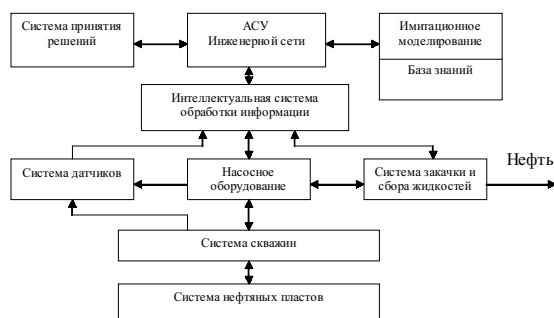 Система принятия
решений
АСУ
Инженерной сети
Имитационное
моделирование
База знаний
Интеллектуальная система
обработки информации
Система датчиков
Насосное
оборудование
Система закачки и
сбора жидкостей
Нефть
Система скважин
Система нефтяных пластов